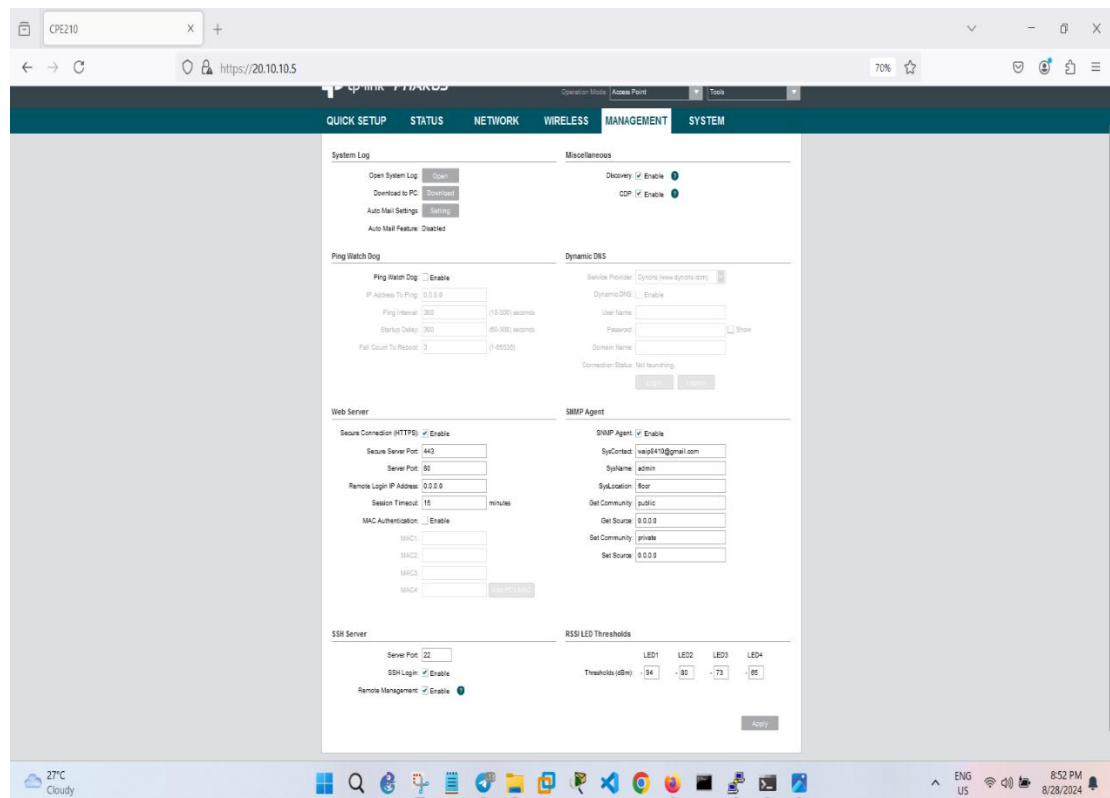 CPE210
https://20.10.10.5
70%
tp-link PHAROS
Operation Mode: Access Point Tools
QUICK SETUP STATUS NETWORK WIRELESS MANAGEMENT SYSTEM
System Log
Open System Log: Open
Download to PC: Download
Auto Mail Settings: Setting
Auto Mail Feature: Disabled
Miscellaneous
Discovery: Enable ?
CDP: Enable ?
Ping Watch Dog
Ping Watch Dog: Enable
IP Address To Ping: 0.0.0.0
Ping Interval: 300 (10-300) seconds
Startup Delay: 300 (60-300) seconds
Fail Count To Reboot: 3 (1-65535)
Dynamic DNS
Service Provider: Dyndns (www.dyndns.com)
Dynamic DNS: Enable
User Name:
Password: Show
Domain Name:
Connection Status: Not launching.
Login Logout
Web Server
Secure Connection (HTTPS): Enable
Secure Server Port: 443
Server Port: 80
Remote Login IP Address: 0.0.0.0
Session Timeout: 15 minutes
MAC Authentication: Enable
MAC1:
MAC2:
MAC3:
MAC4:
SNMP Agent
SNMP Agent: Enable
SysContact: waip8410@gmail.com
SysName: admin
SysLocation: floor
Get Community: public
Get Source: 0.0.0.0
Set Community: private
Set Source: 0.0.0.0
SSH Server
Server Port: 22
SSH Login: Enable
Remote Management: Enable ?
RSSI LED Thresholds
LED1 LED2 LED3 LED4
Thresholds (dBm): - 94 - 80 - 73 - 65
Apply
27°C
Cloudy
ENG
US
8:52 PM
8/28/2024